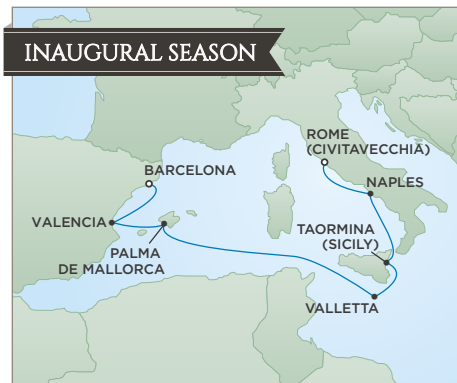 INAUGURAL SEASON
ROME
(CIVITAVECCHIA)
BARCELONA
NAPLES
VALENCIA
TAORMINA
(SICILY)
PALMA
DE MALLORCA
VALLETTA